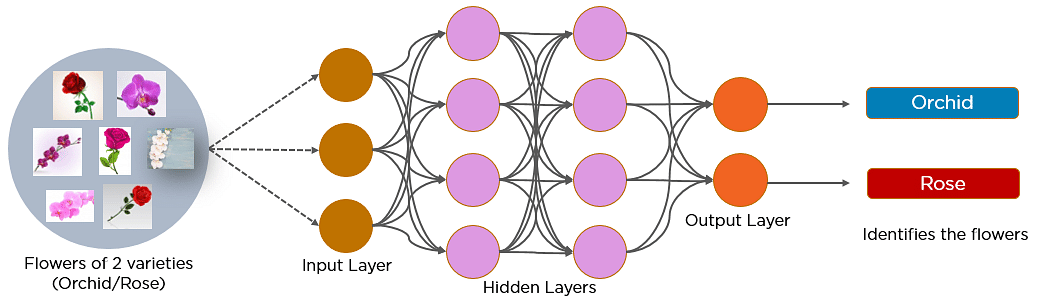 Flowers of 2 varieties
(Orchid/Rose)
Input Layer
Hidden Layers
Output Layer
Orchid
Rose
Identifies the flowers